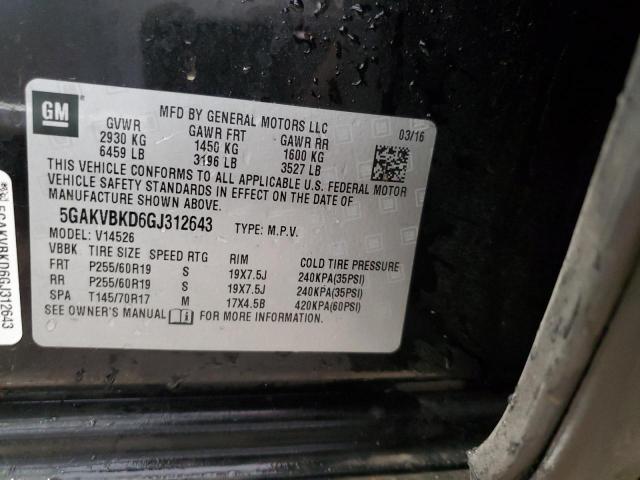 GM
MFD BY GENERAL MOTORS LLC
GVWR GAWR FRT GAWR RR 03/16
2930 KG 1450 KG 1600 KG
6459 LB 3196 LB 3527 LB
THIS VEHICLE CONFORMS TO ALL APPLICABLE U.S. FEDERAL MOTOR
VEHICLE SAFETY STANDARDS IN EFFECT ON THE DATE OF
MANUFACTURE SHOWN ABOVE.
5GAKVBKD6GJ312643 TYPE: M.P.V.
MODEL: V14526
VBBK TIRE SIZE SPEED RTG RIM COLD TIRE PRESSURE
FRT P255/60R19 S 19X7.5J 240KPA(35PSI)
RR P255/60R19 S 19X7.5J 240KPA(35PSI)
SPA T145/70R17 M 17X4.5B 420KPA(60PSI)
SEE OWNER'S MANUAL FOR MORE INFORMATION.
5GAKVBKD6GJ312643